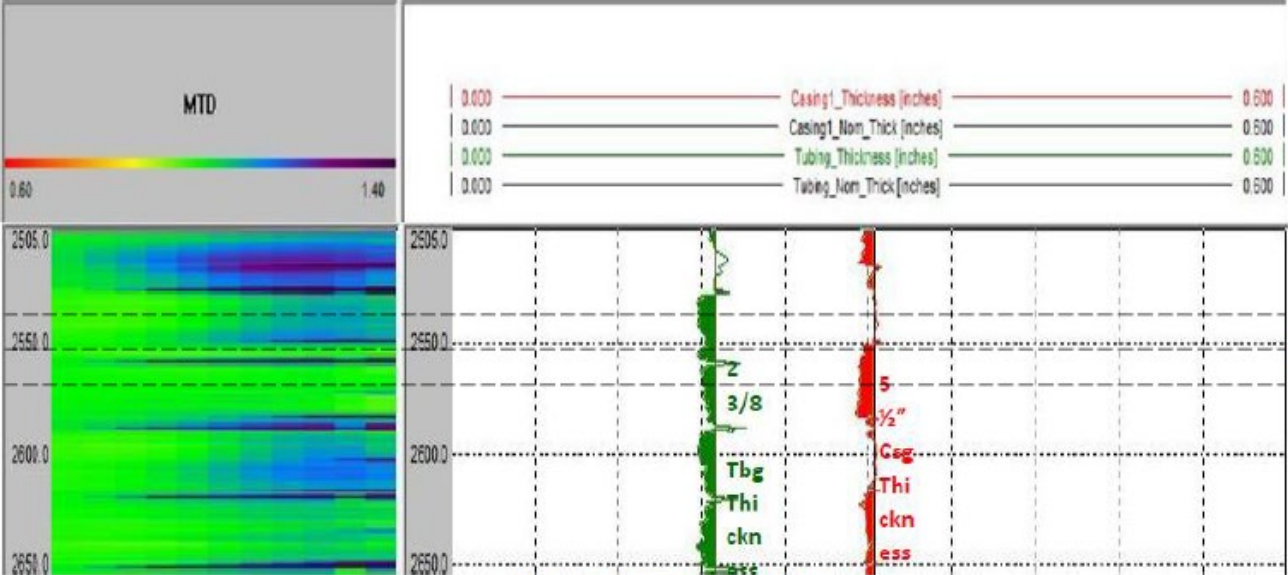 MTD
0.60 1.40
0.000 Casing1_Thickness [inches] 0.600
0.000 Casing1_Nom_Thick [inches] 0.600
0.000 Tubing_Thickness [inches] 0.600
0.000 Tubing_Nom_Thick [inches] 0.600
2505.0
2550.0
2600.0
2650.0
2505.0
2550.0
2600.0
2650.0
2
3/8
Tbg
Thi
ckn
ess
5
½"
Csg
Thi
ckn
ess